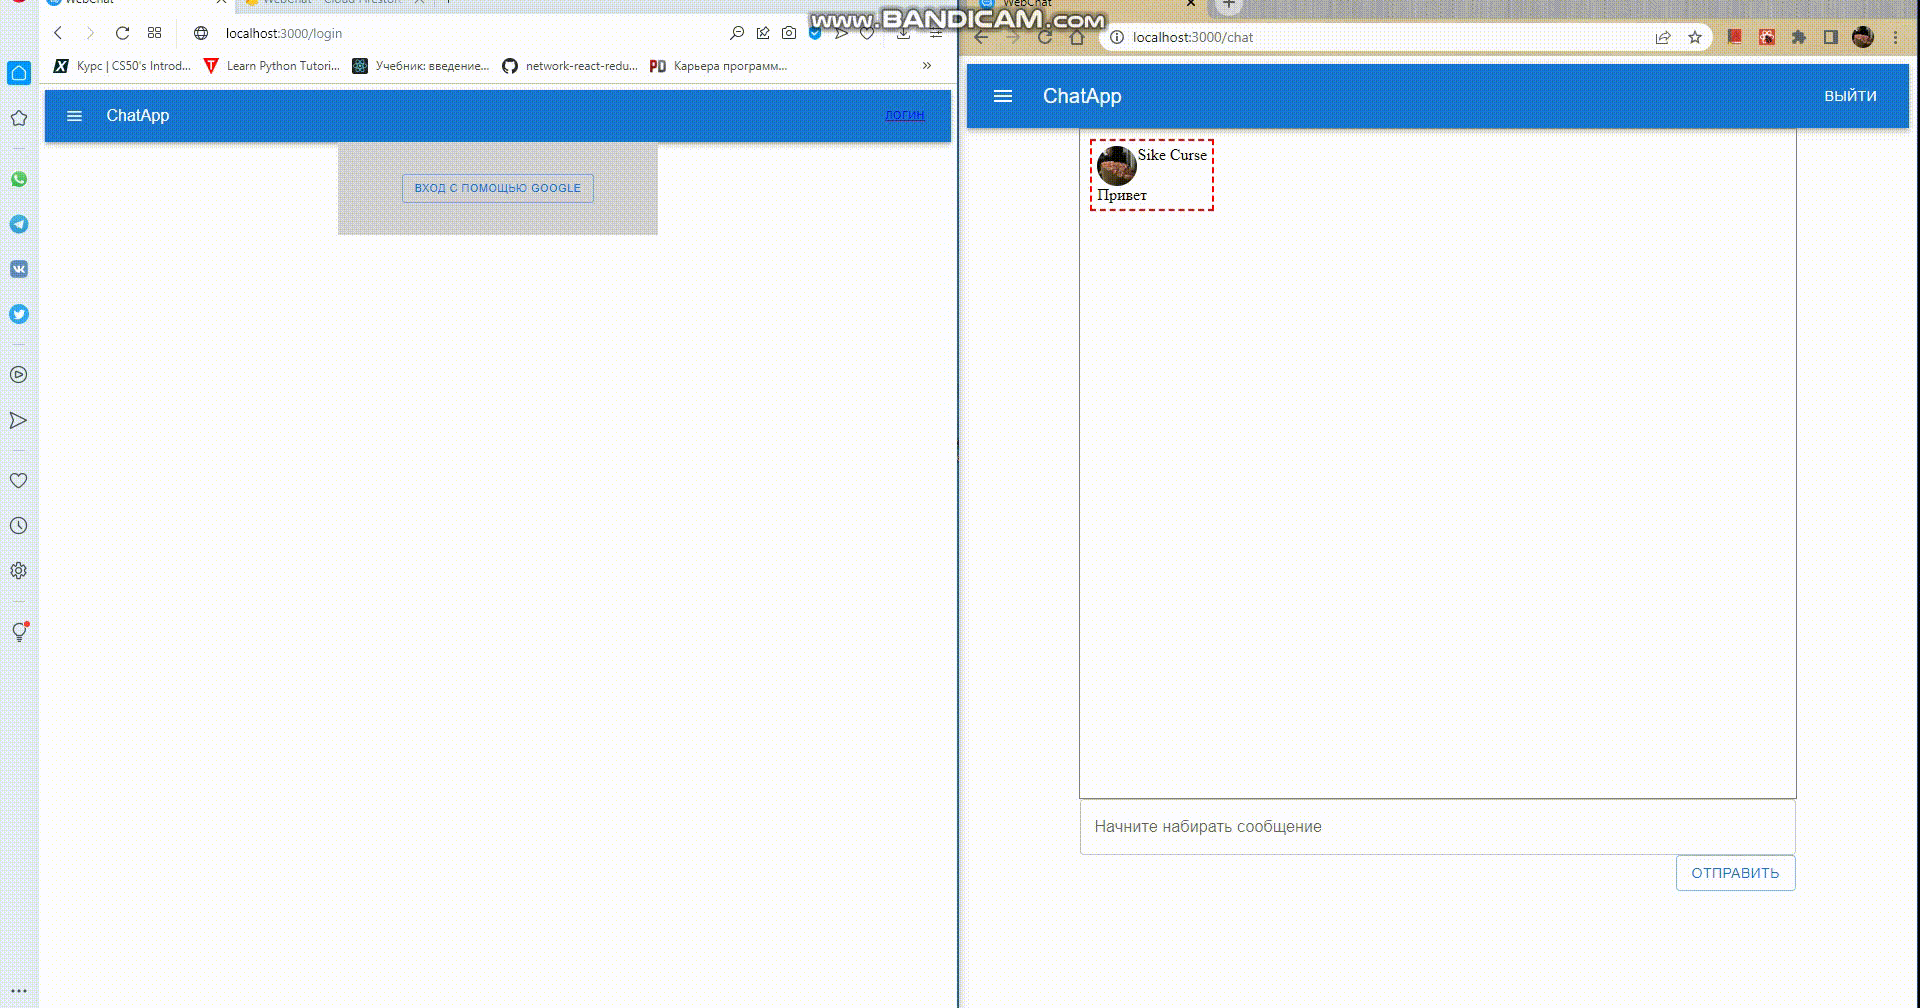 WebChat
WebChat - Cloud Firestor
localhost:3000/login
Курс | CS50's Introd...
Learn Python Tutori...
Учебник: введение...
network-react-redu...
Карьера програм...
ChatApp
ЛОГИН
ВХОД С ПОМОЩЬЮ GOOGLE
www.BANDICAM.com
WebChat
localhost:3000/chat
ChatApp
ВЫЙТИ
Sike Curse
Привет
Начните набирать сообщение
ОТПРАВИТЬ